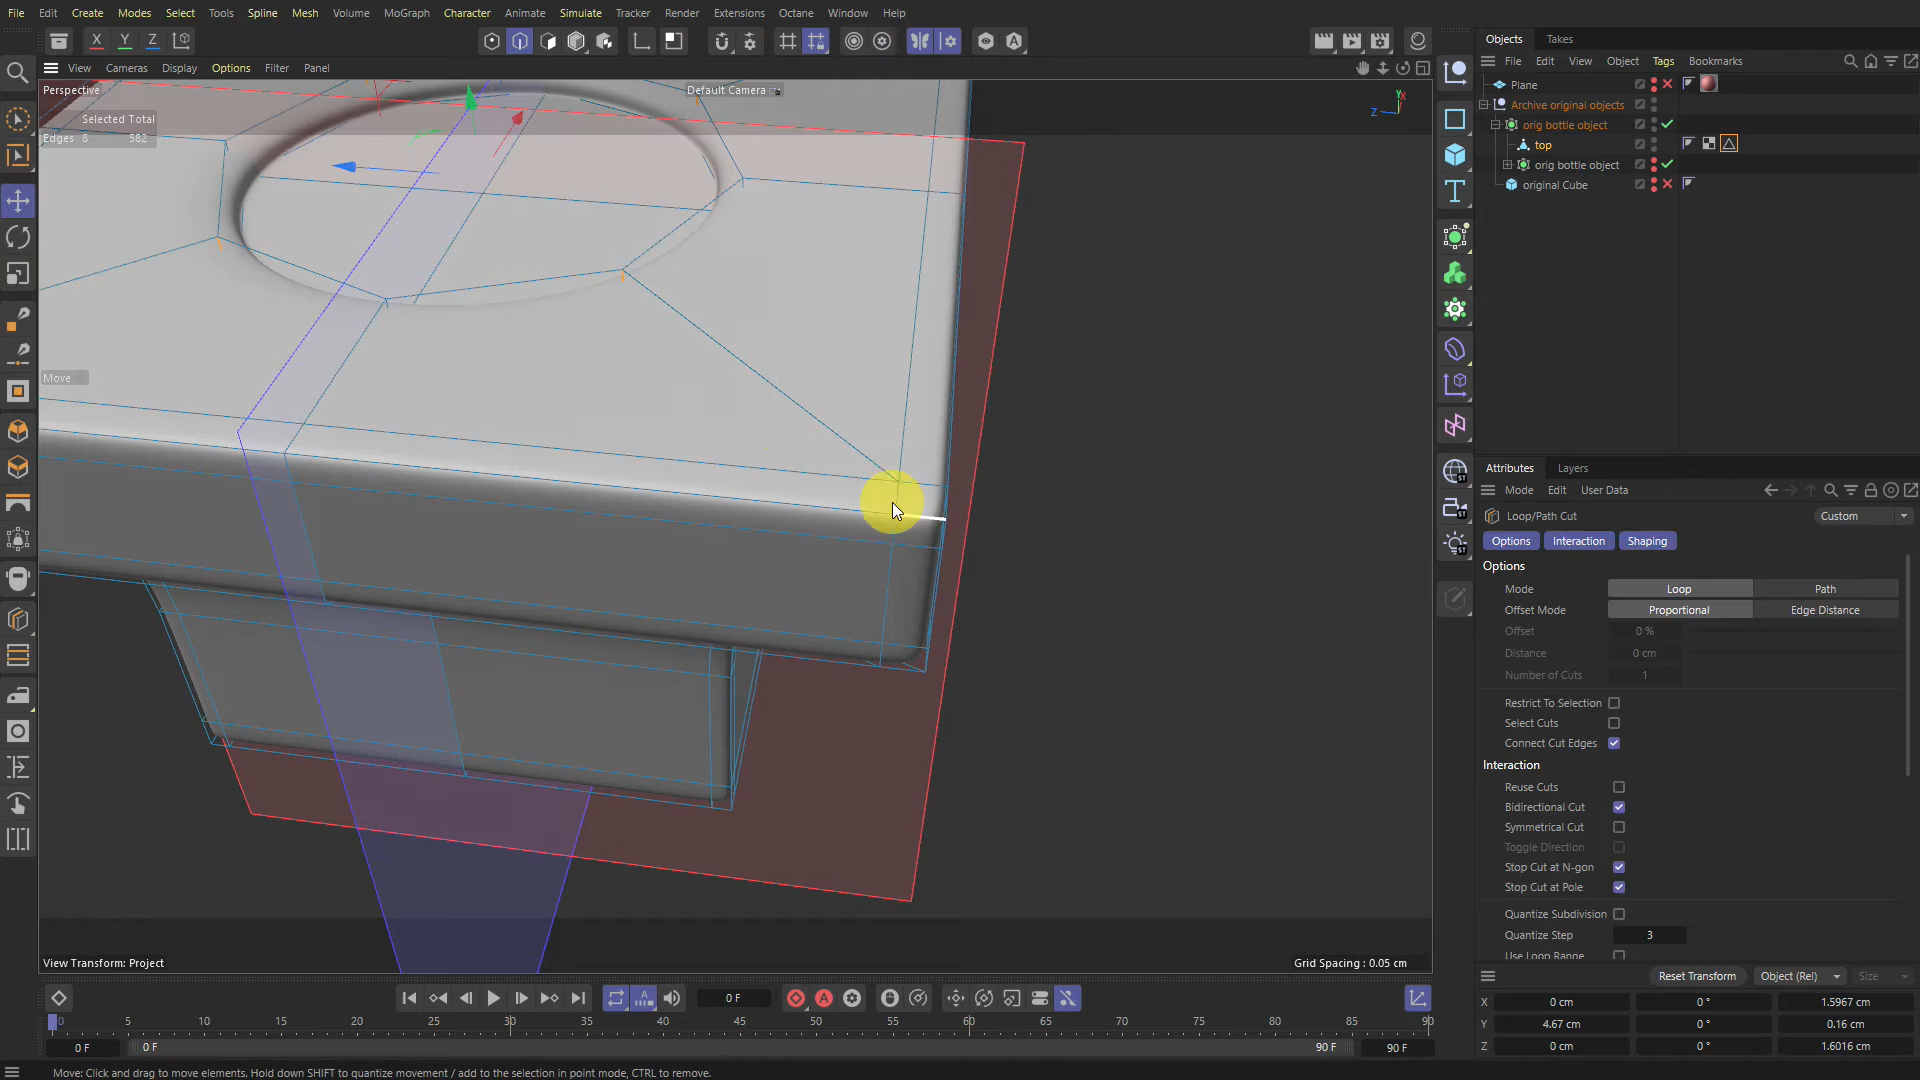 File Edit Create Modes Select Tools Spline Mesh Volume MoGraph Character Animate Simulate Tracker Render Extensions Octane Window Help
X Y Z
View Cameras Display Options Filter Panel
Perspective
Default Camera
Selected Total
Edges 8 582
Move
View Transform: Project
Grid Spacing : 0.05 cm
Objects Takes
File Edit View Object Tags Bookmarks
Plane
Archive original objects
orig bottle object
top
orig bottle object
original Cube
Attributes Layers
Mode Edit User Data
Loop/Path Cut Custom
Options Interaction Shaping
Options
Mode Loop Path
Offset Mode Proportional Edge Distance
Offset 0 %
Distance 0 cm
Number of Cuts 1
Restrict To Selection
Select Cuts
Connect Cut Edges
Interaction
Reuse Cuts
Bidirectional Cut
Symmetrical Cut
Toggle Direction
Stop Cut at N-gon
Stop Cut at Pole
Quantize Subdivision
Quantize Step 3
Use Loop Range
Reset Transform Object (Rel) Size
X 0 cm 0 ° 1.5967 cm
Y 4.67 cm 0 ° 0.16 cm
Z 0 cm 0 ° 1.6016 cm
0 F
0 5 10 15 20 25 30 35 40 45 50 55 60 65 70 75 80 85 90
0 F 0 F 90 F 90 F
Move: Click and drag to move elements. Hold down SHIFT to quantize movement / add to the selection in point mode, CTRL to remove.